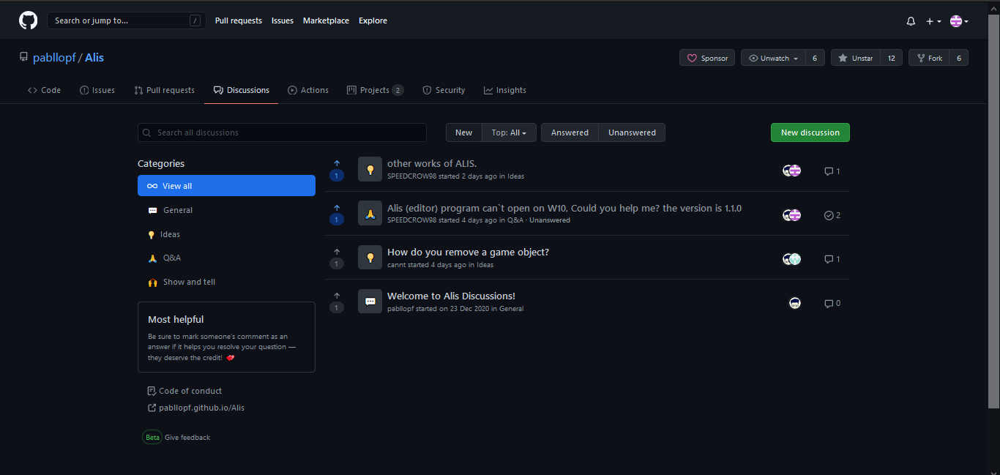 Search or jump to... /
Pull requests Issues Marketplace Explore
pabllopf / Alis
Sponsor Unwatch 6 Unstar 12 Fork 6
Code Issues Pull requests Discussions Actions Projects 2 Security Insights
Search all discussions
New Top: All Answered Unanswered
New discussion
Categories
View all
General
Ideas
Q&A
Show and tell
Most helpful
Be sure to mark someone's comment as an
answer if it helps you resolve your question —
they deserve the credit!
Code of conduct
pabllopf.github.io/Alis
Beta Give feedback
1
other works of ALIS.
SPEEDCROW98 started 2 days ago in Ideas
1
1
Alis (editor) program can`t open on W10, Could you help me? the version is 1.1.0
SPEEDCROW98 started 4 days ago in Q&A · Unanswered
2
1
How do you remove a game object?
cannt started 4 days ago in Ideas
1
1
Welcome to Alis Discussions!
pabllopf started on 23 Dec 2020 in General
0